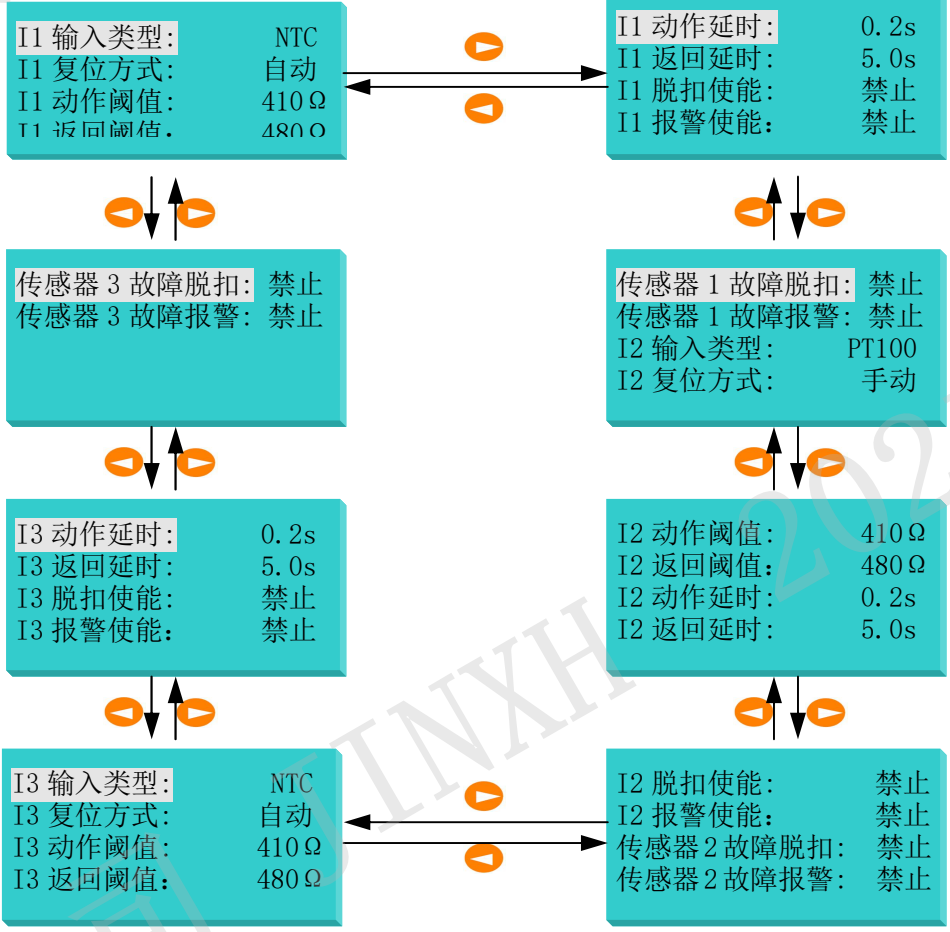 I1 输入类型: NTC
I1 复位方式: 自动
I1 动作阈值: 410Ω
I1 返回阈值: 480Ω
I1 动作延时: 0.2s
I1 返回延时: 5.0s
I1 脱扣使能: 禁止
I1 报警使能: 禁止
传感器 3 故障脱扣: 禁止
传感器 3 故障报警: 禁止
传感器 1 故障脱扣: 禁止
传感器 1 故障报警: 禁止
I2 输入类型: PT100
I2 复位方式: 手动
I3 动作延时: 0.2s
I3 返回延时: 5.0s
I3 脱扣使能: 禁止
I3 报警使能: 禁止
I2 动作阈值: 410Ω
I2 返回阈值: 480Ω
I2 动作延时: 0.2s
I2 返回延时: 5.0s
I3 输入类型: NTC
I3 复位方式: 自动
I3 动作阈值: 410Ω
I3 返回阈值: 480Ω
I2 脱扣使能: 禁止
I2 报警使能: 禁止
传感器2故障脱扣: 禁止
传感器2故障报警: 禁止
司 JINXH 202